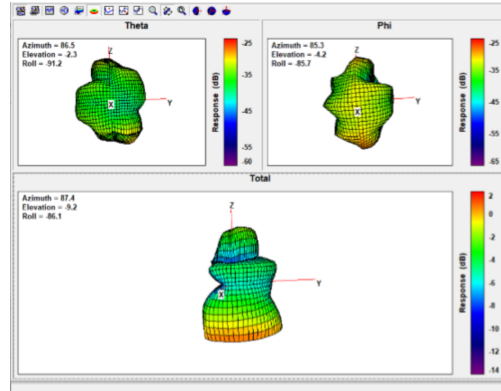 Theta
Azimuth = 86.5
Elevation = -2.3
Roll = -91.2
Z
Y
X
-25
-35
-45
-55
-60
Response (dB)
Phi
Azimuth = 85.3
Elevation = -4.2
Roll = -85.7
Z
Y
X
-25
-35
-45
-55
-65
Response (dB)
Total
Azimuth = 87.4
Elevation = -9.2
Roll = -86.1
Z
Y
X
2
0
-2
-4
-6
-8
-10
-12
-14
Response (dB)